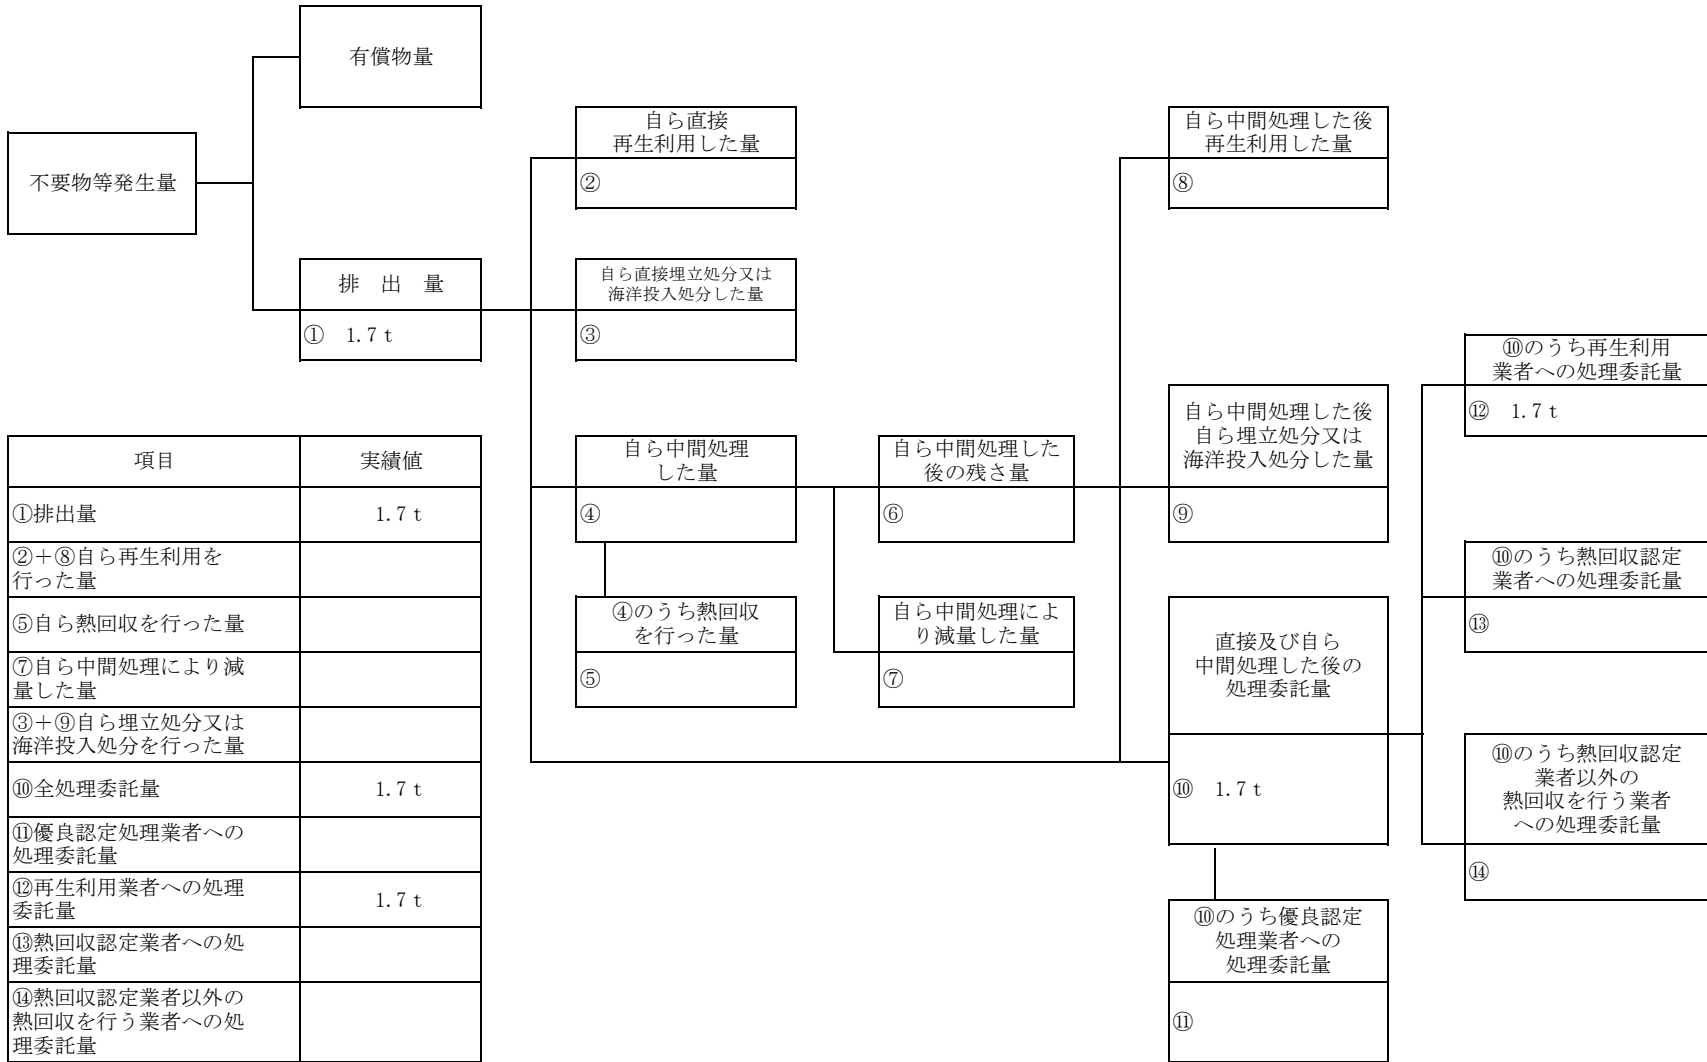 有償物量
不要物等発生量
排　出　量
①　1.7 t
自ら直接
再生利用した量
②
自ら直接埋立処分又は
海洋投入処分した量
③
自ら中間処理
した量
④
④のうち熱回収
を行った量
⑤
自ら中間処理した
後の残さ量
⑥
自ら中間処理によ
り減量した量
⑦
自ら中間処理した後
再生利用した量
⑧
自ら中間処理した後
自ら埋立処分又は
海洋投入処分した量
⑨
直接及び自ら
中間処理した後の
処理委託量
⑩　1.7 t
⑩のうち優良認定
処理業者への
処理委託量
⑪
⑩のうち再生利用
業者への処理委託量
⑫　1.7 t
⑩のうち熱回収認定
業者への処理委託量
⑬
⑩のうち熱回収認定
業者以外の
熱回収を行う業者
への処理委託量
⑭
項目　実績値
①排出量　1.7 t
②＋⑧自ら再生利用を
行った量
⑤自ら熱回収を行った量
⑦自ら中間処理により減
量した量
③＋⑨自ら埋立処分又は
海洋投入処分を行った量
⑩全処理委託量　1.7 t
⑪優良認定処理業者への
処理委託量
⑫再生利用業者への処理
委託量　1.7 t
⑬熱回収認定業者への処
理委託量
⑭熱回収認定業者以外の
熱回収を行う業者への処
理委託量